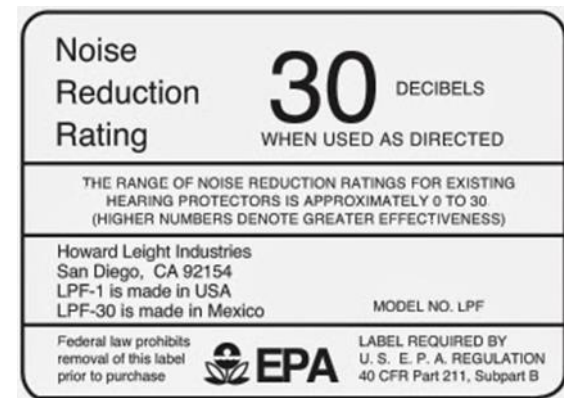 Noise
Reduction
Rating
30 DECIBELS
WHEN USED AS DIRECTED
THE RANGE OF NOISE REDUCTION RATINGS FOR EXISTING
HEARING PROTECTORS IS APPROXIMATELY 0 TO 30
(HIGHER NUMBERS DENOTE GREATER EFFECTIVENESS)
Howard Leight Industries
San Diego, CA 92154
LPF-1 is made in USA
LPF-30 is made in Mexico
MODEL NO. LPF
Federal law prohibits
removal of this label
prior to purchase
EPA
LABEL REQUIRED BY
U. S. E. P. A. REGULATION
40 CFR Part 211, Subpart B